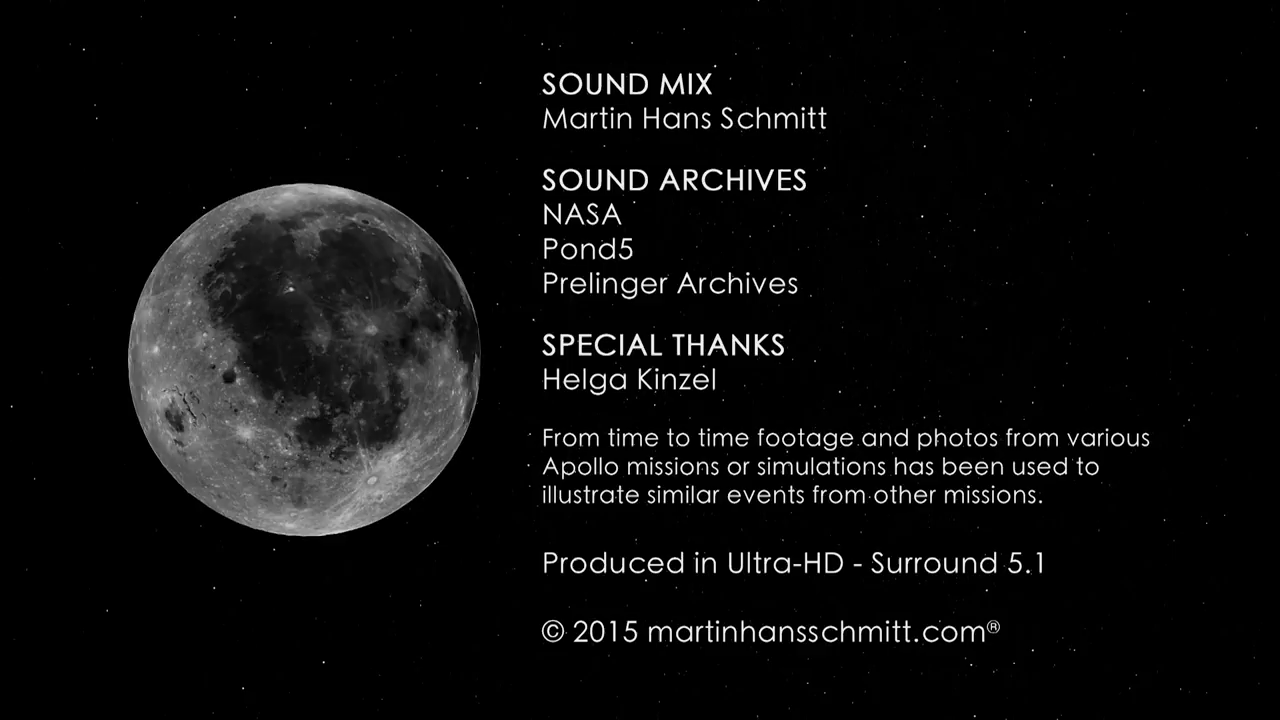 SOUND MIX
Martin Hans Schmitt
SOUND ARCHIVES
NASA
Pond5
Prelinger Archives
SPECIAL THANKS
Helga Kinzel
From time to time footage and photos from various
Apollo missions or simulations has been used to
illustrate similar events from other missions.
Produced in Ultra-HD - Surround 5.1
© 2015 martinhansschmitt.com®